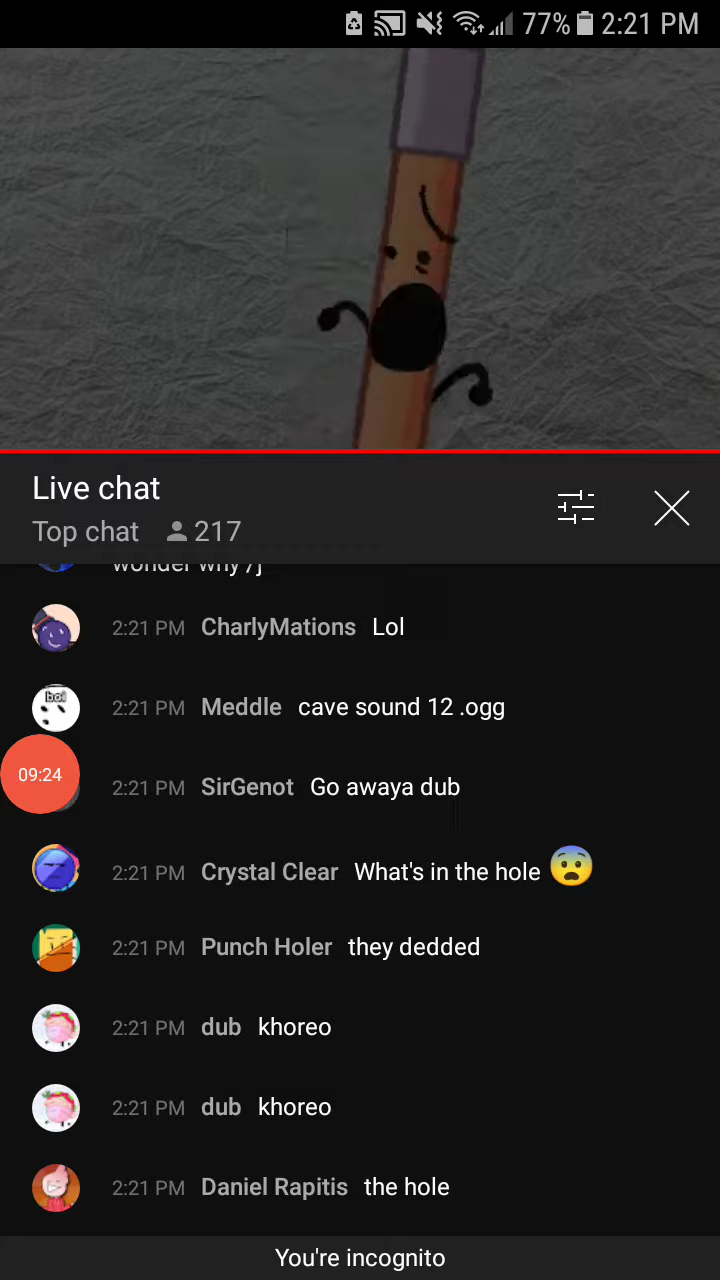 77% 2:21 PM
Live chat
Top chat 217
wonder why 7j
2:21 PM CharlyMations Lol
boi
2:21 PM Meddle cave sound 12 .ogg
09:24
2:21 PM SirGenot Go awaya dub
2:21 PM Crystal Clear What's in the hole 😨
2:21 PM Punch Holer they dedded
2:21 PM dub khoreo
2:21 PM dub khoreo
2:21 PM Daniel Rapitis the hole
You're incognito